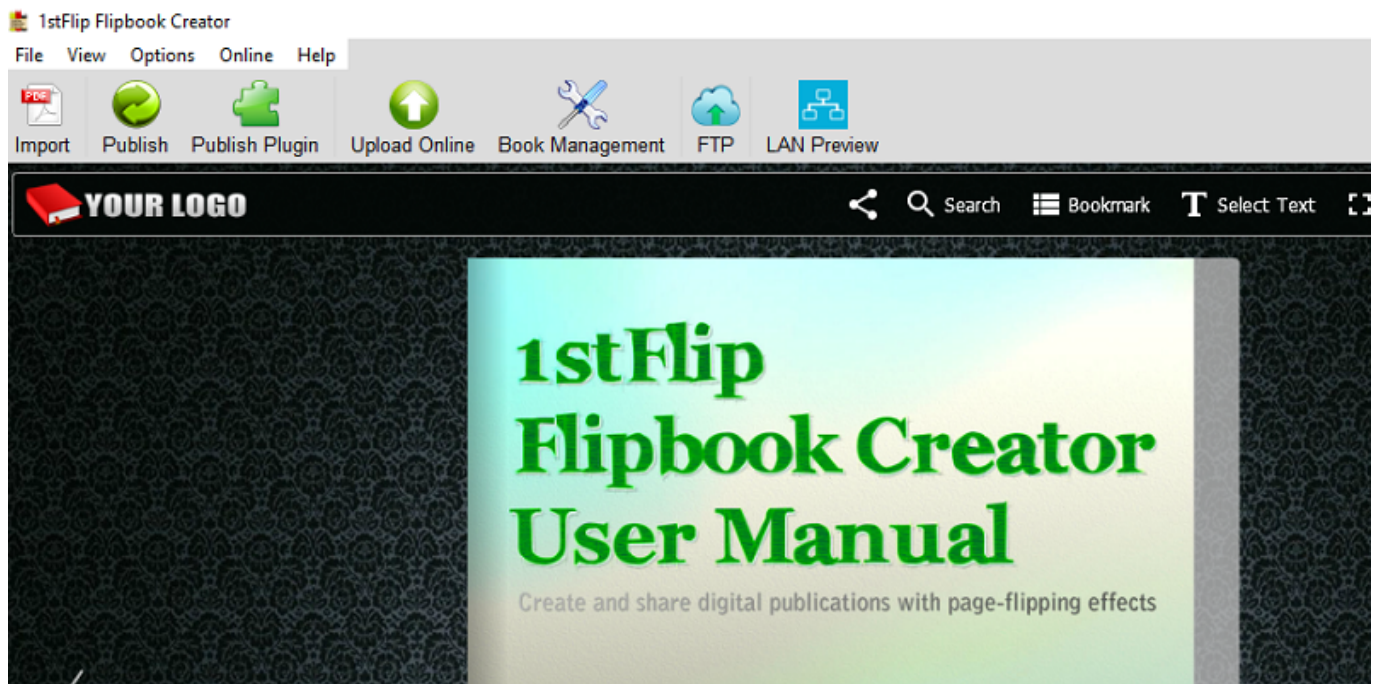 1stFlip Flipbook Creator
File View Options Online Help
PDF
Import Publish Publish Plugin Upload Online Book Management FTP LAN Preview
YOUR LOGO Search Bookmark T Select Text
1stFlip
Flipbook Creator
User Manual
Create and share digital publications with page-flipping effects